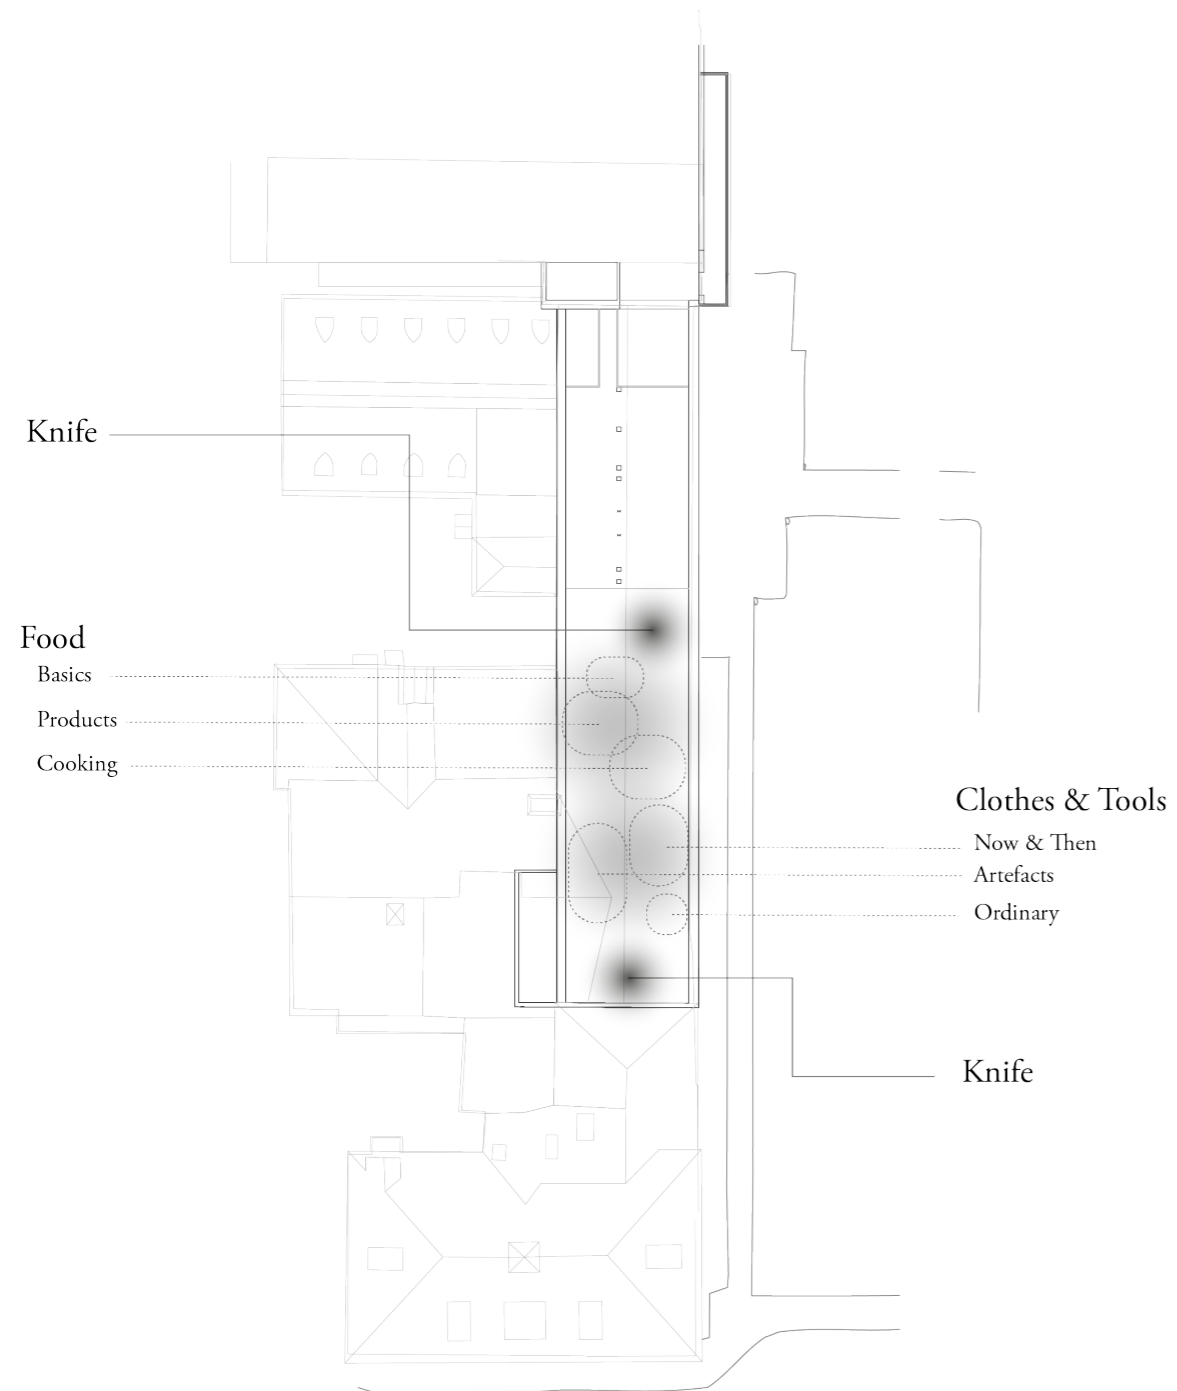 Knife
Food
Basics
Products
Cooking
Clothes & Tools
Now & Then
Artefacts
Ordinary
Knife